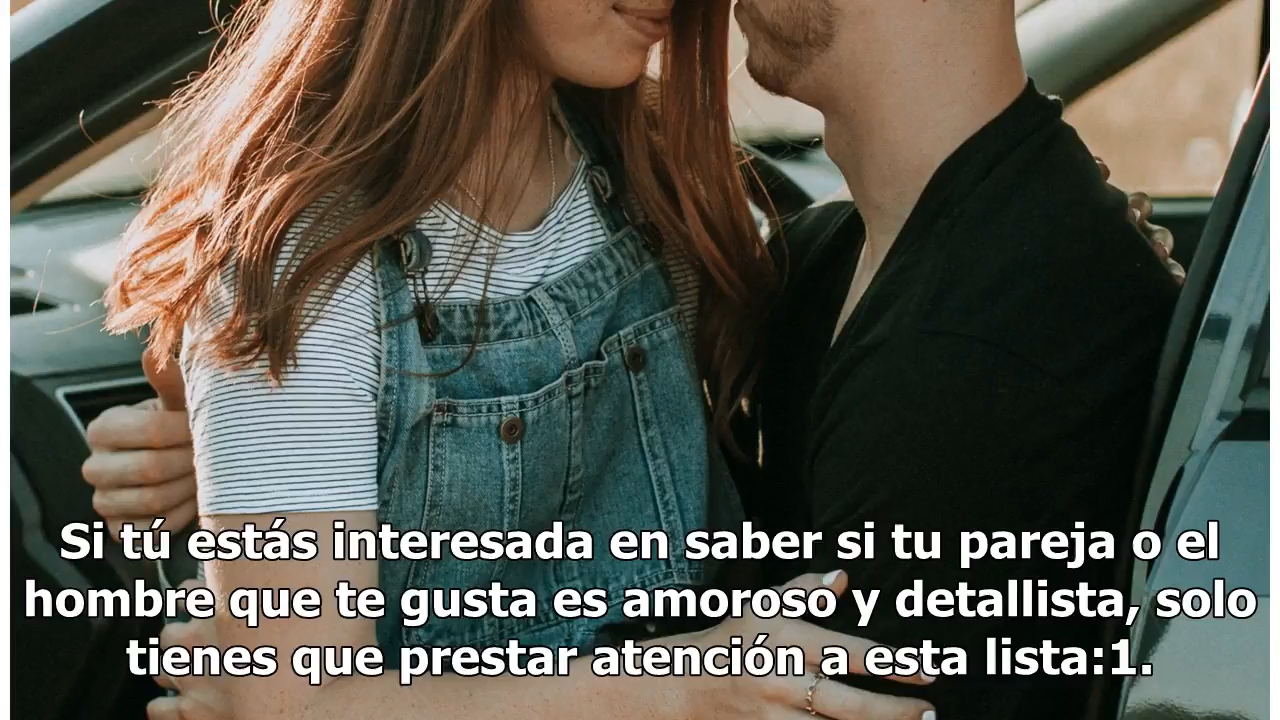 Si tú estás interesada en saber si tu pareja o el
hombre que te gusta es amoroso y detallista, solo
tienes que prestar atención a esta lista:1.